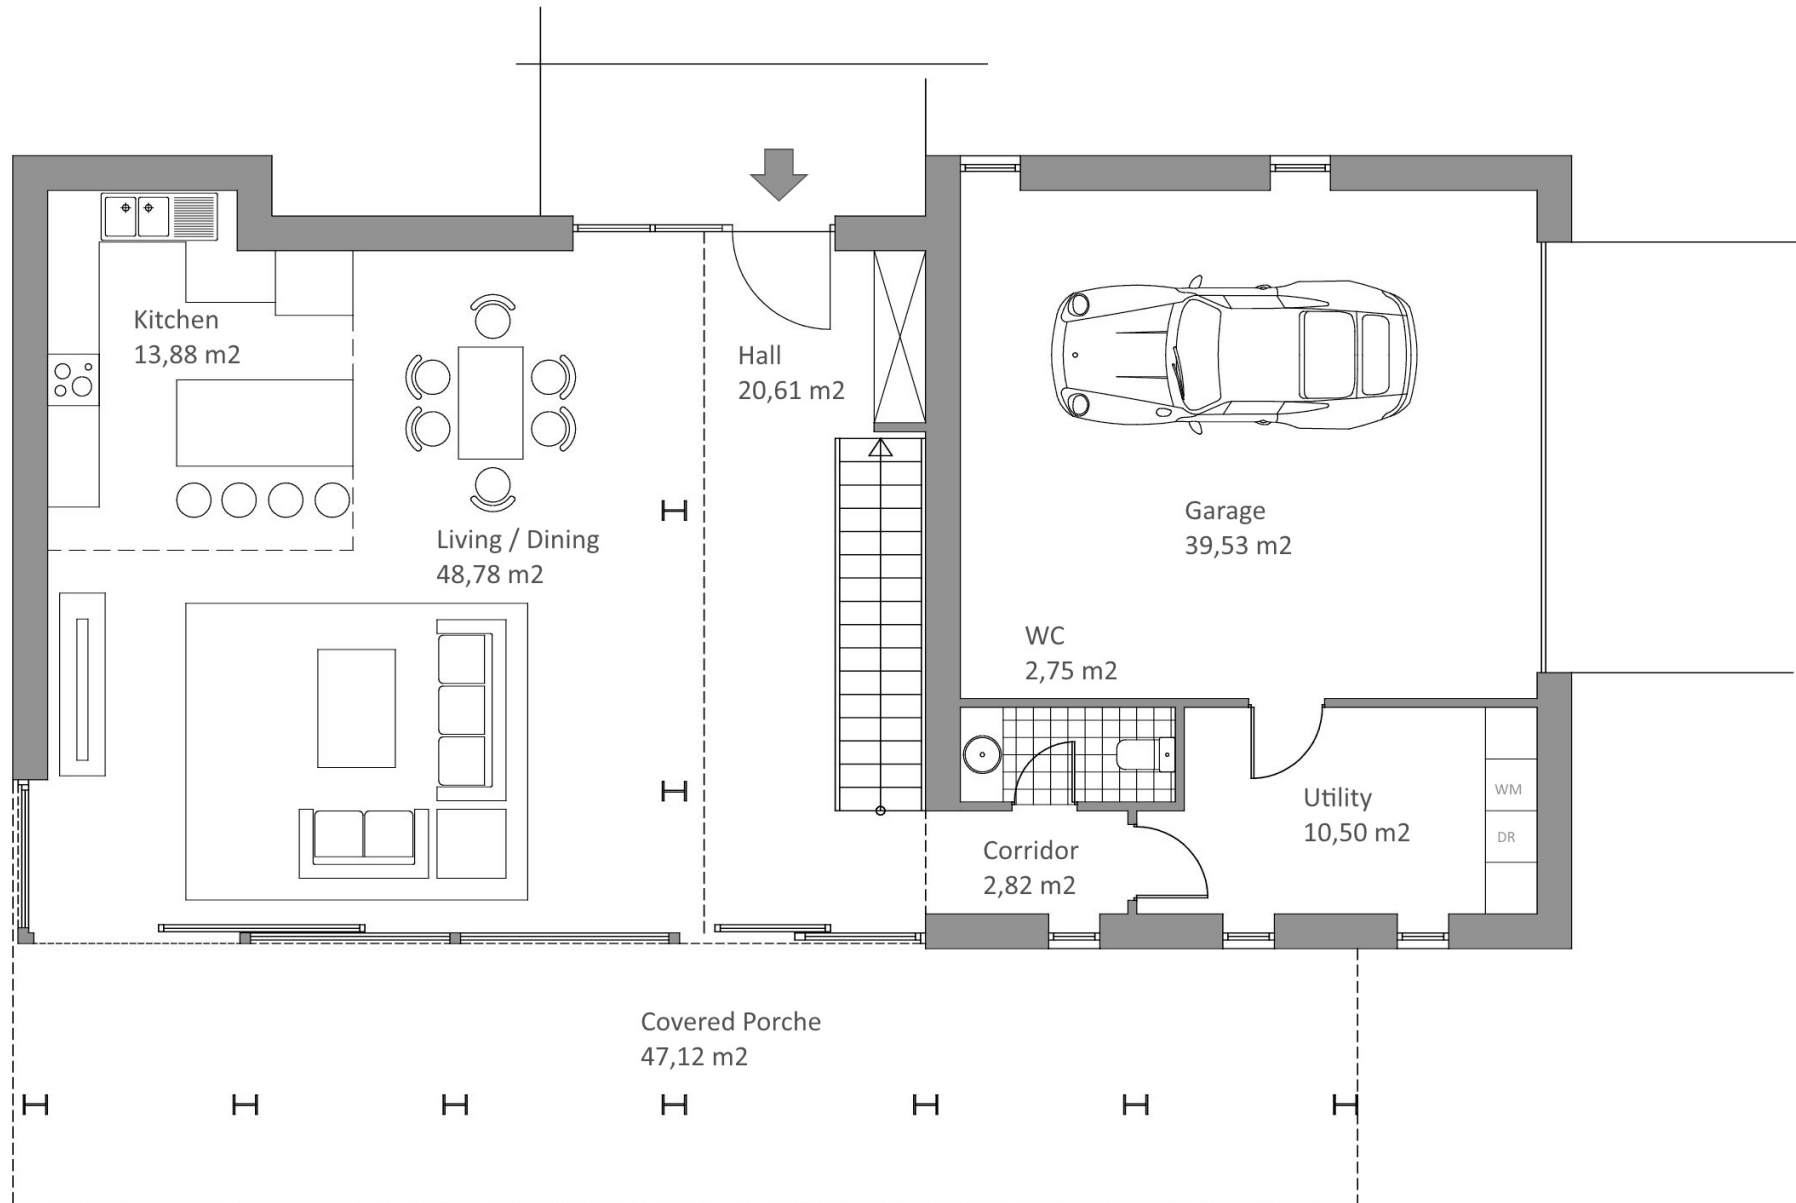 Kitchen
13,88 m2
Hall
20,61 m2
Living / Dining
48,78 m2
Garage
39,53 m2
WC
2,75 m2
Utility
10,50 m2
WM
DR
Corridor
2,82 m2
Covered Porche
47,12 m2